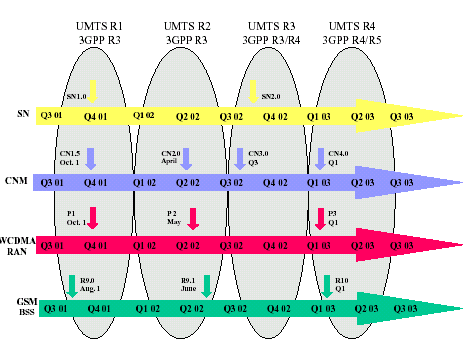 UMTS R1 UMTS R2 UMTS R3 UMTS R4
3GPP R3 3GPP R3 3GPP R3/R4 3GPP R4/R5
SN1.0 SN2.0
SN
Q3 01 Q4 01 Q1 02 Q2 02 Q3 02 Q4 01 Q1 03 Q2 03 Q3 03
CN1.5 CN2.0 CN3.0 CN4.0
Oct. 1 April Q3 Q1
CNM
Q3 01 Q4 01 Q1 02 Q2 02 Q3 02 Q4 02 Q1 03 Q2 03 Q3 03
P1 P2 P3
Oct. 1 May Q1
WCDMA
RAN
Q3 01 Q4 01 Q1 02 Q2 02 Q3 02 Q4 02 Q1 03 Q2 03 Q3 03
R9.0 R9.1 R10
Aug. 1 June Q1
GSM
BSS
Q3 01 Q4 01 Q1 02 Q2 02 Q3 02 Q4 02 Q1 03 Q2 03 Q3 03